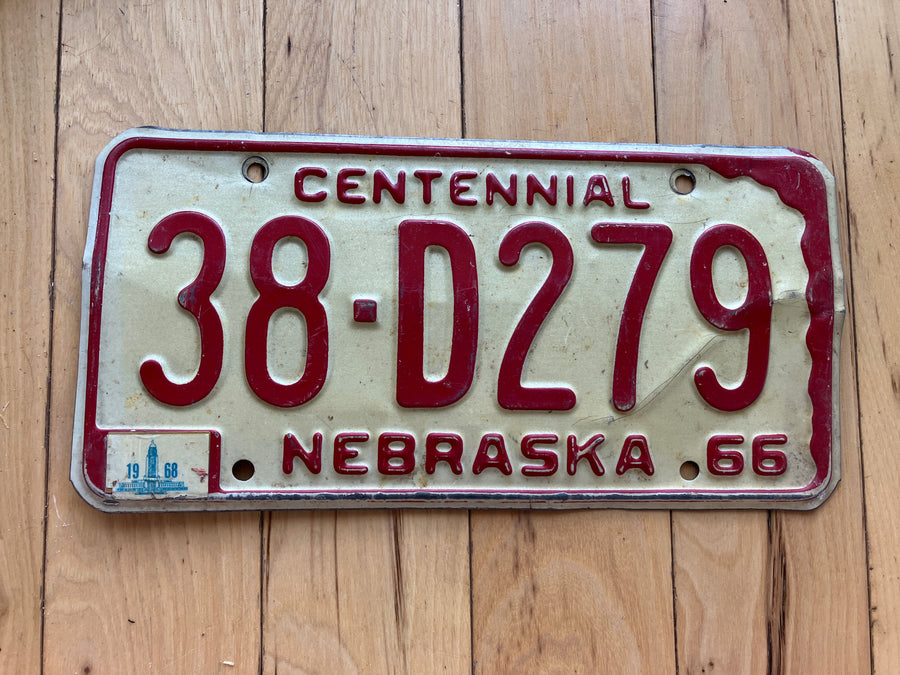 CENTENNIAL
38-D279
NEBRASKA 66
19 68